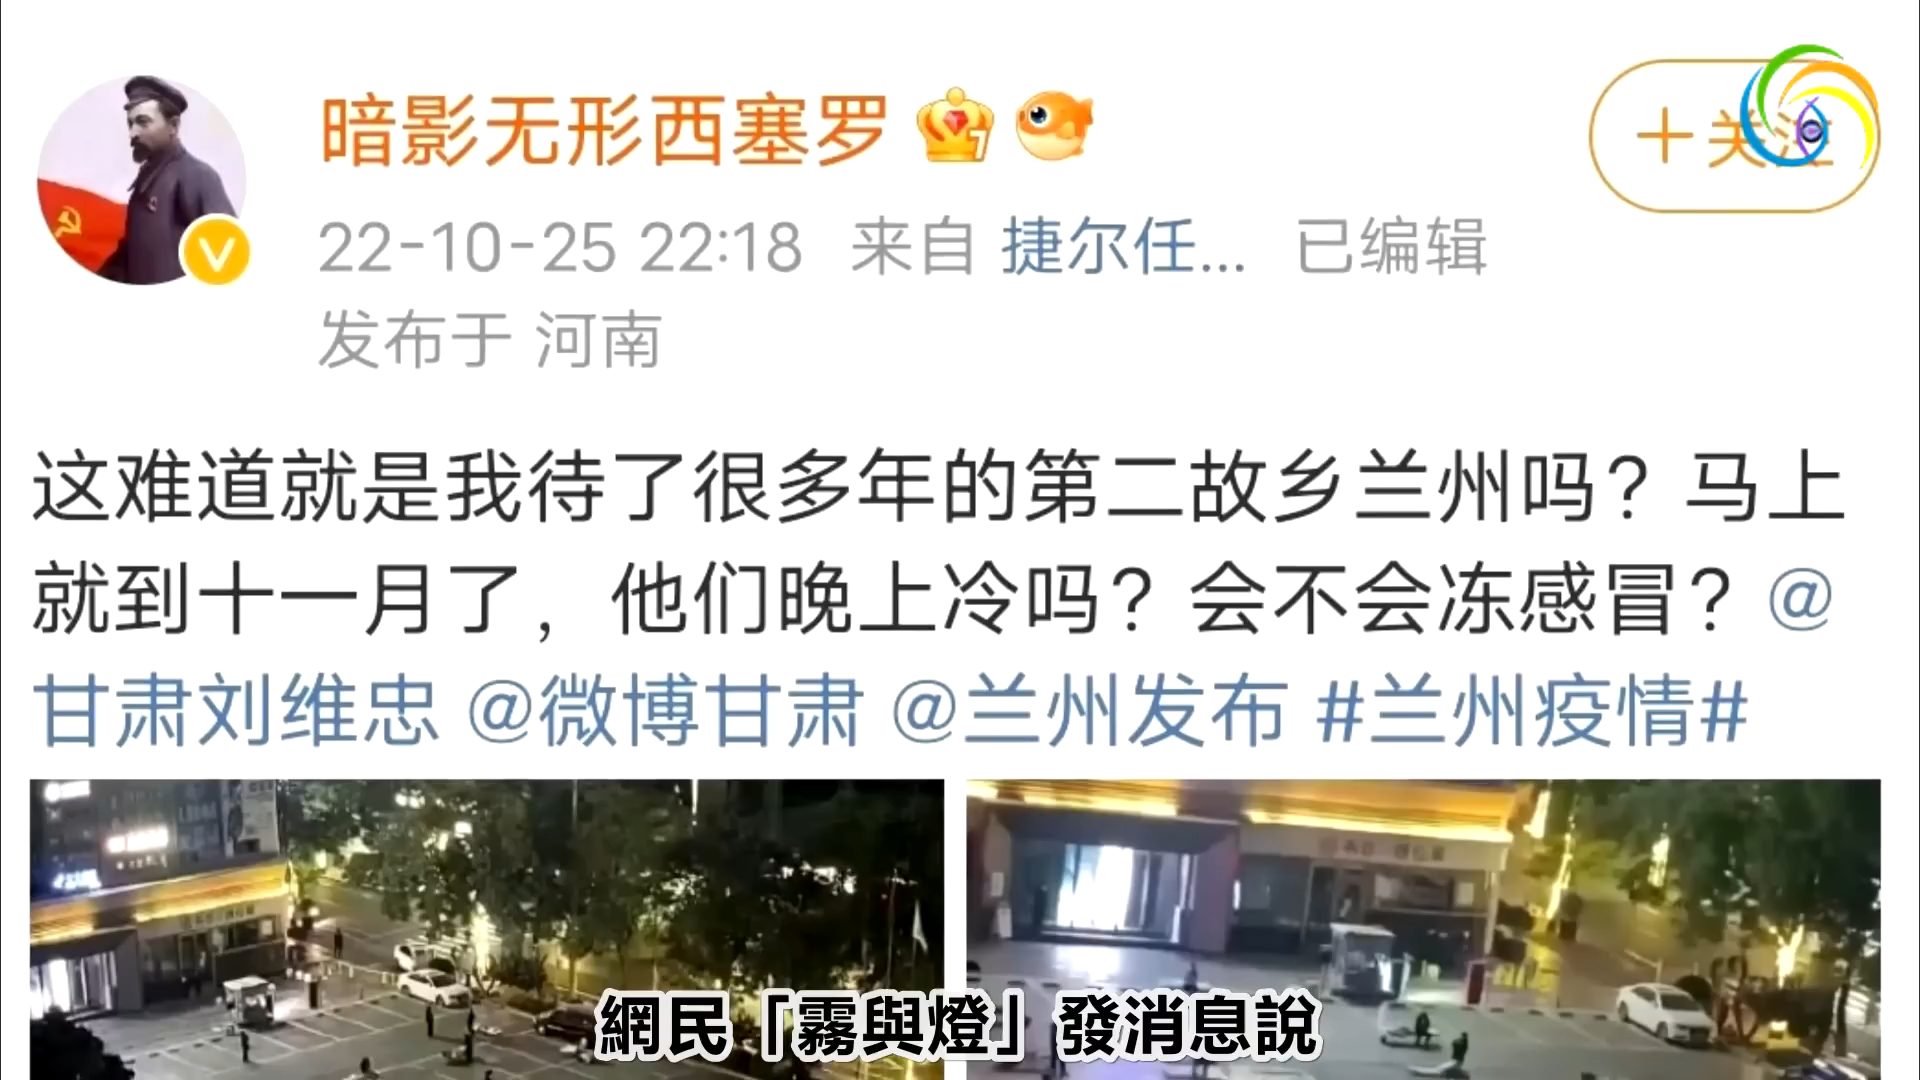 暗影无形西塞罗
十关注
22-10-25 22:18 来自 捷尔任... 已编辑
发布于 河南
这难道就是我待了很多年的第二故乡兰州吗？马上
就到十一月了，他们晚上冷吗？会不会冻感冒？@
甘肃刘维忠 @微博甘肃 @兰州发布 #兰州疫情#
網民「霧與燈」發消息說